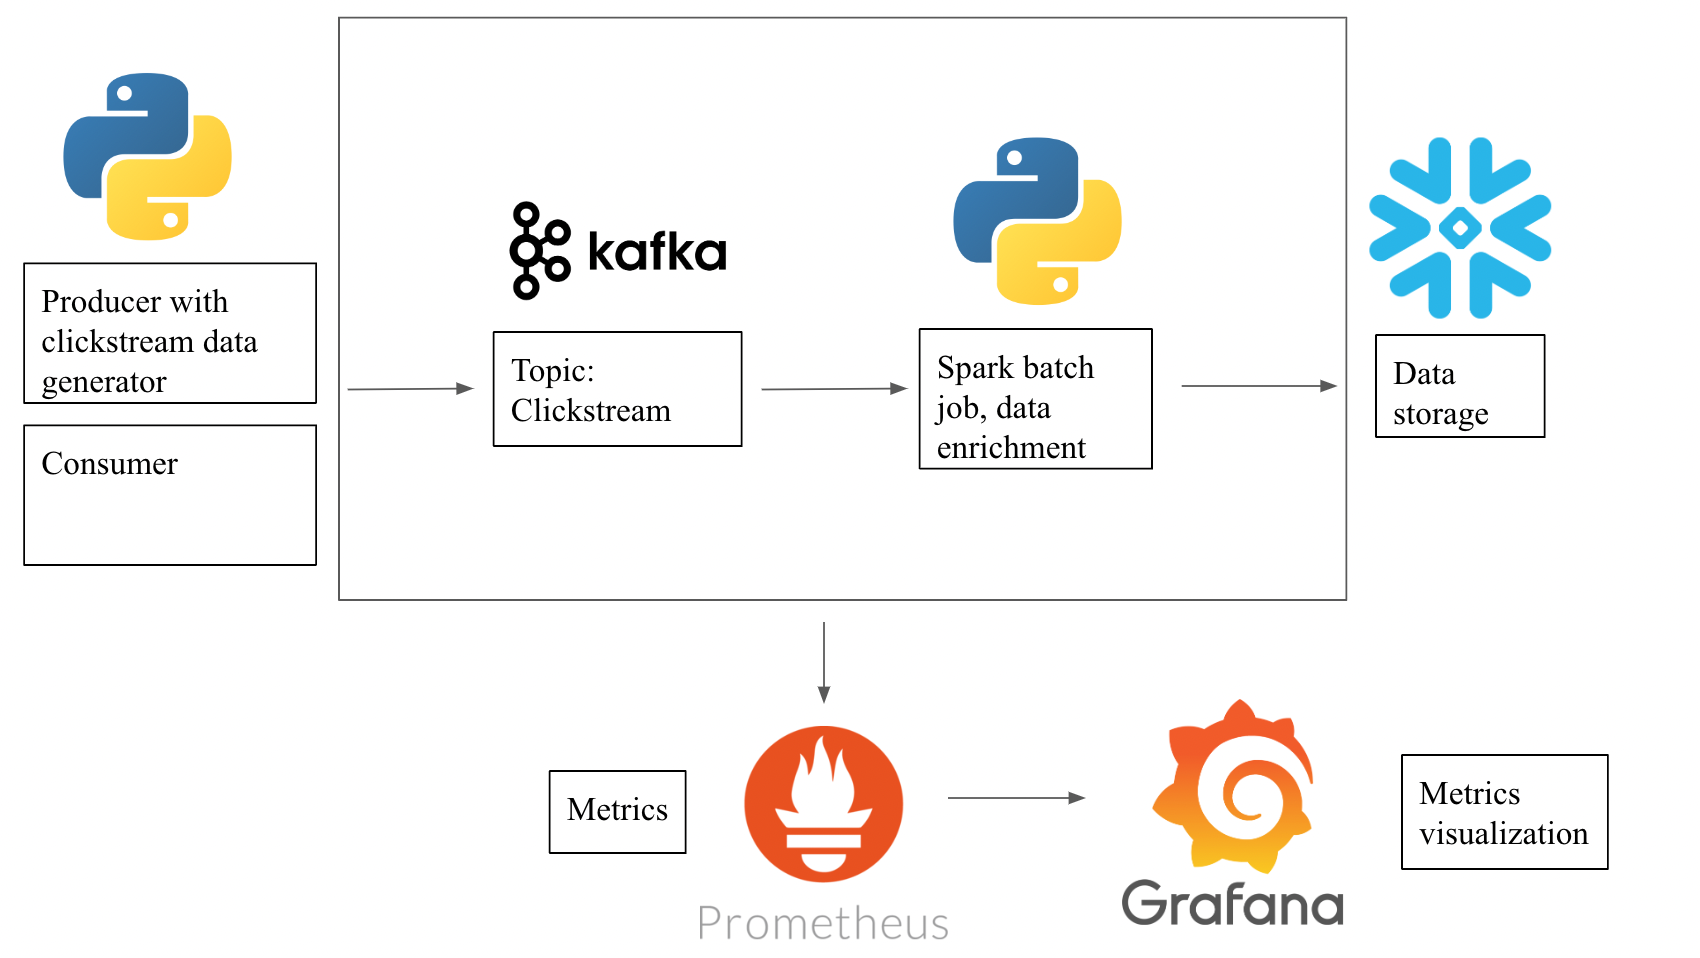 Producer with
clickstream data
generator
Consumer
kafka
Topic:
Clickstream
Spark batch
job, data
enrichment
Data
storage
Metrics
Prometheus
Grafana
Metrics
visualization